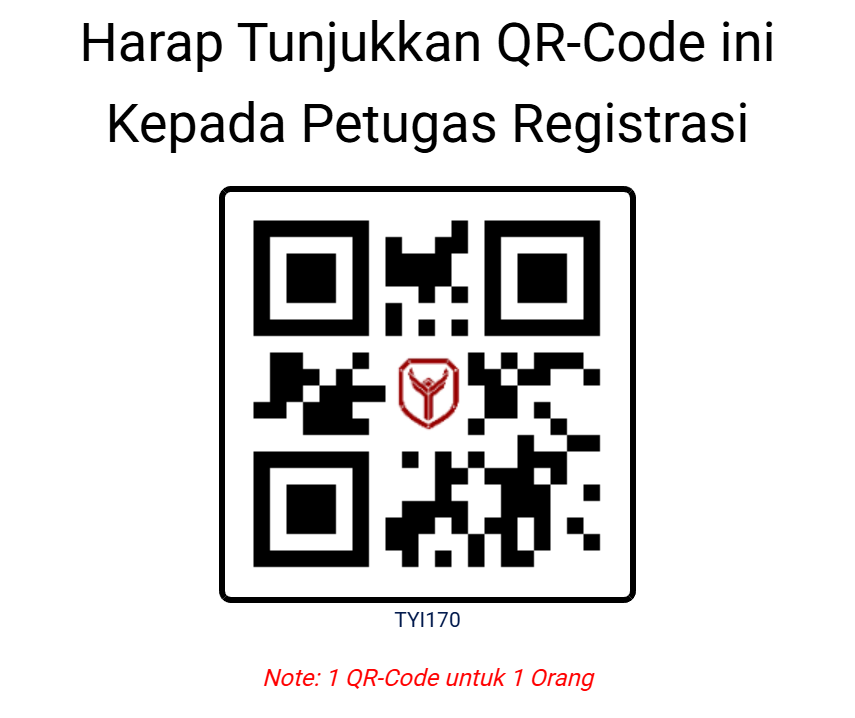 Harap Tunjukkan QR-Code ini
Kepada Petugas Registrasi
TYI170
Note: 1 QR-Code untuk 1 Orang